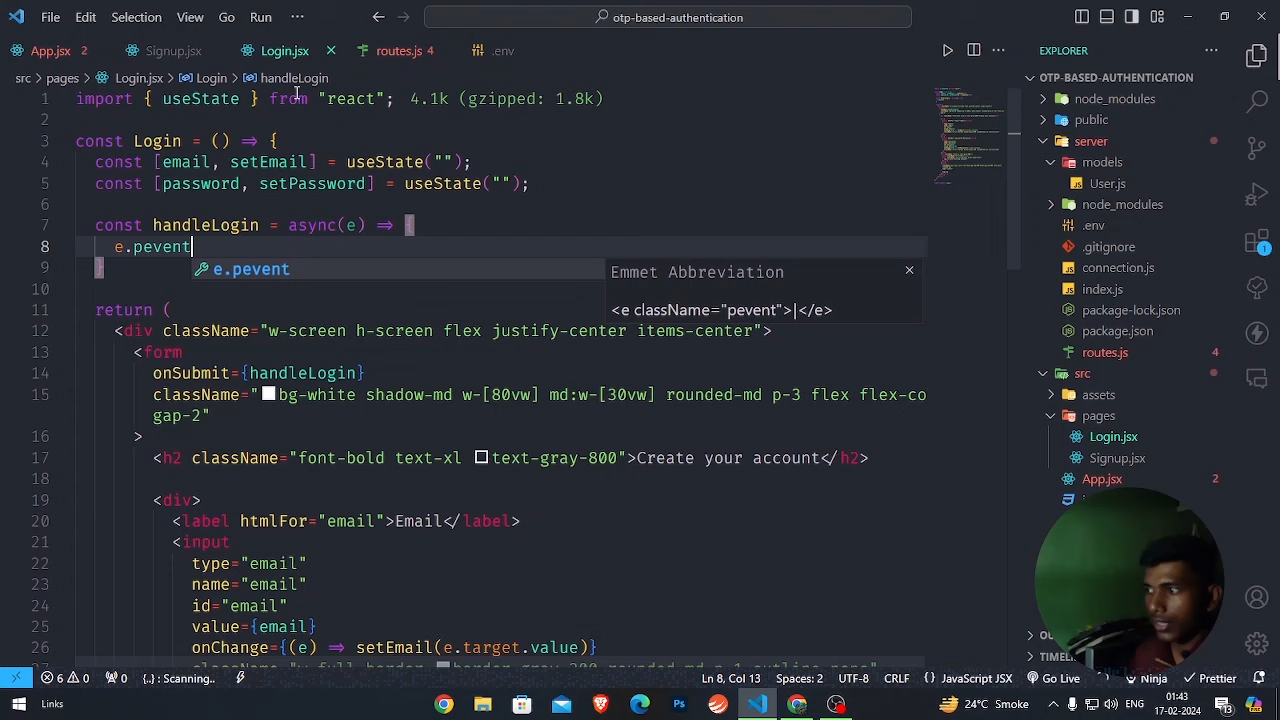 File Edit Selection View Go Run ··· otp-based-authentication
App.jsx 2 Signup.jsx Login.jsx routes.js 4 .env
EXPLORER
src > pages > Login.jsx > Login > handleLogin
OTP-BASED-AUTHENTICATION
1 import { useState } from "react"; 4.1k (gzipped: 1.8k)
2
3 const Login = () => {
4 const [email, setEmail] = useState("");
5 const [password, setPassword] = useState("");
6
7 const handleLogin = async(e) => {
8 e.pevent
9 }
e.pevent
Emmet Abbreviation
<e className="pevent">|</e>
10
11 return (
12 <div className="w-screen h-screen flex justify-center items-center">
13 <form
14 onSubmit={handleLogin}
15 className="bg-white shadow-md w-[80vw] md:w-[30vw] rounded-md p-3 flex flex-co
gap-2"
16 >
17 <h2 className="font-bold text-xl text-gray-800">Create your account</h2>
18
19 <div>
20 <label htmlFor="email">Email</label>
21 <input
22 type="email"
23 name="email"
24 id="email"
25 value={email}
26 onChange={(e) => setEmail(e.target.value)}
node_modules
public
server
models
User.js
node_modules
.env
.gitignore
connection.js
index.js
package-lock.json
package.json
routes.js 4
src
assets
pages
Login.jsx
Signup.jsx
App.jsx 2
1
6 0 0 {..}: Scanning.. Ln 8, Col 13 Spaces: 2 UTF-8 CRLF {} JavaScript JSX Go Live Ninja Prettier
Links
24°C Smoke ENG IN 01:43 17-02-2024